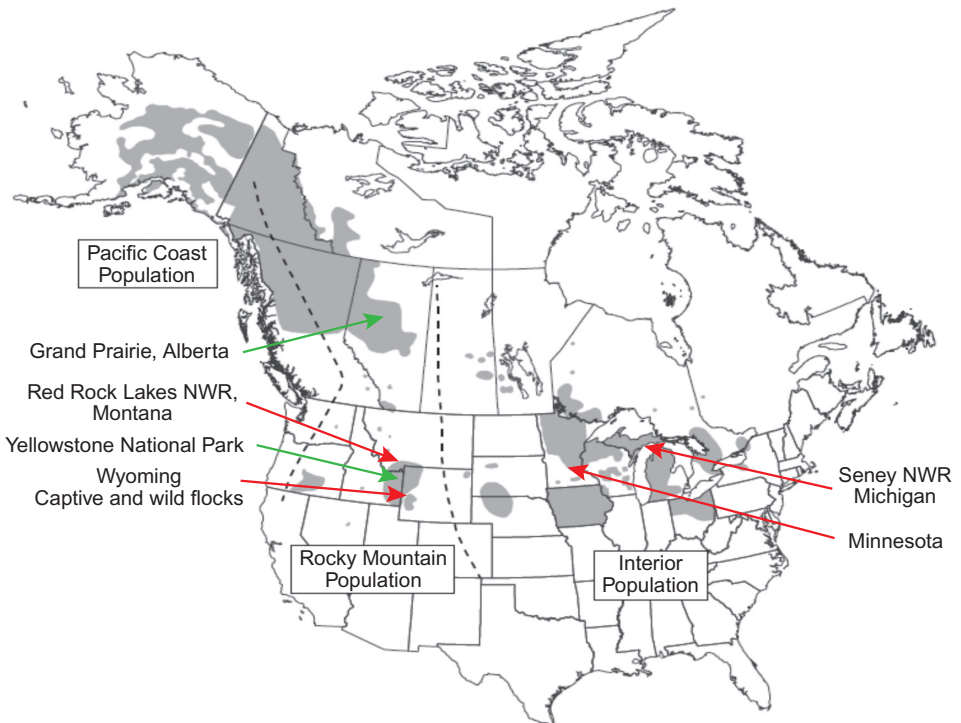 Pacific Coast
Population
Grand Prairie, Alberta
Red Rock Lakes NWR,
Montana
Yellowstone National Park
Wyoming
Captive and wild flocks
Rocky Mountain
Population
Interior
Population
Seney NWR
Michigan
Minnesota